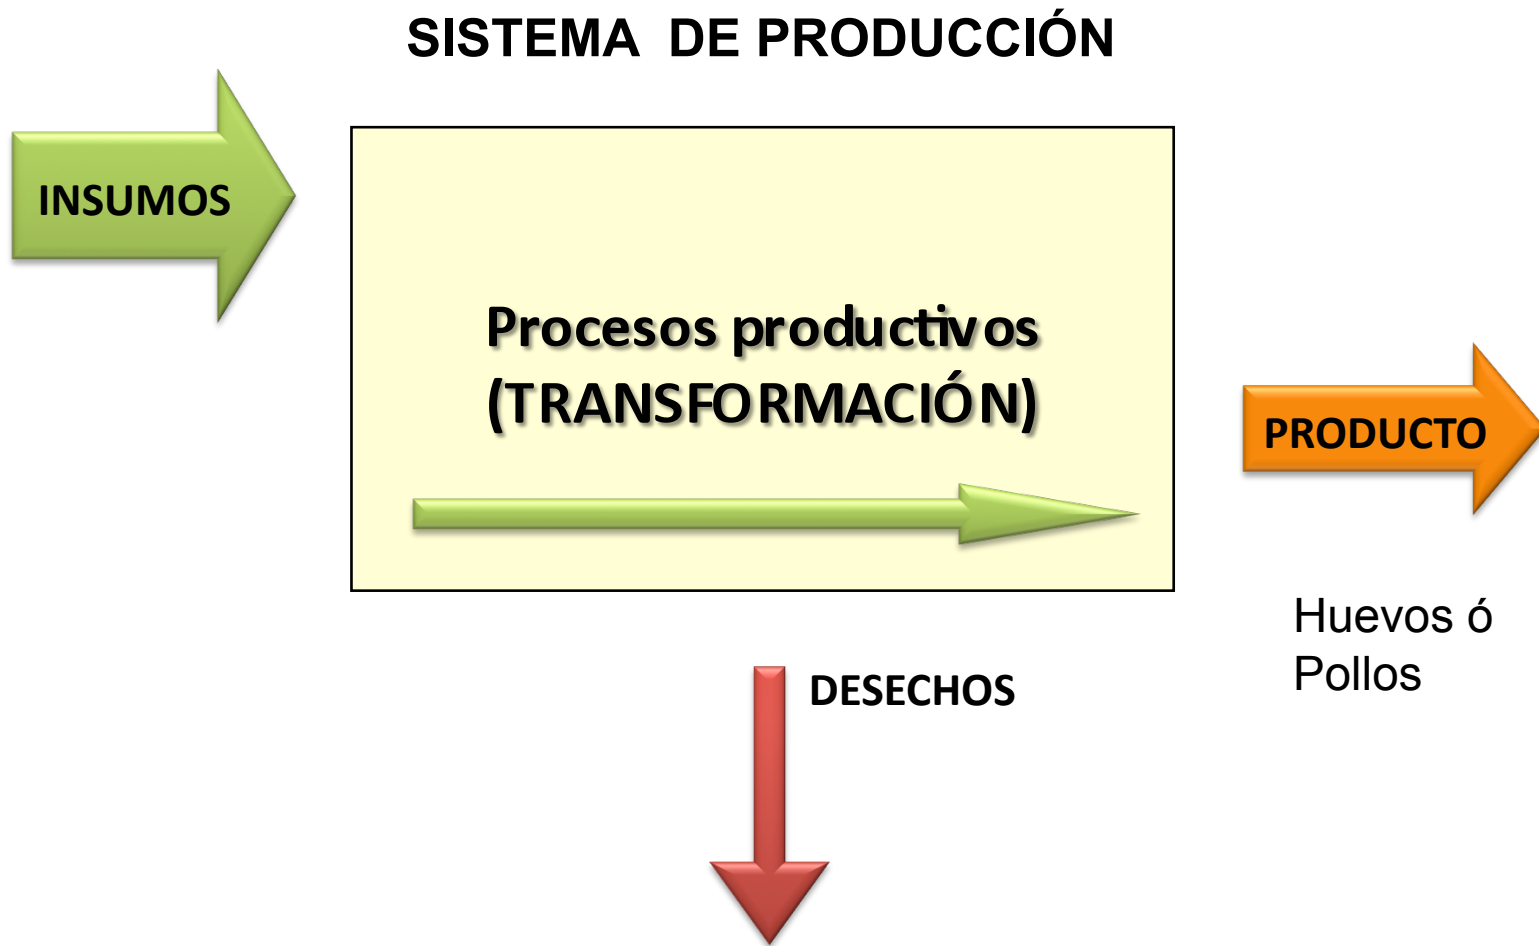 SISTEMA DE PRODUCCIÓN
INSUMOS
Procesos productivos
(TRANSFORMACIÓN)
PRODUCTO
Huevos ó
Pollos
DESECHOS